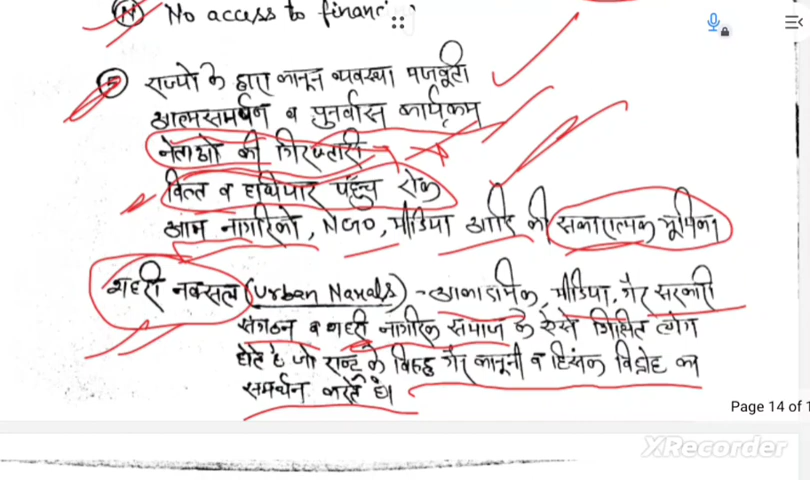 (N) No access to financi
(5) राज्यों के द्वारा कानून व्यवस्था मजबूती
आत्मसमर्पण व पुनर्वास कार्यक्रम
नेताओं की गिरफ्तारी
वित्त व हथियार पहुँच रोक
आम नागरिकों, NGO, मीडिया आदि की सकारात्मक भूमिका
शहरी नक्सल (Urban Naxals) - अकादमिक, मीडिया, गैर सरकारी
संगठन व शहरी नागरिक समाज के ऐसे शिक्षित लोग
होते है जो राज्य के विरुद्ध गैर कानूनी व हिंसक विद्रोह का
समर्थन करते हैं।
Page 14 of 1
XRecorder